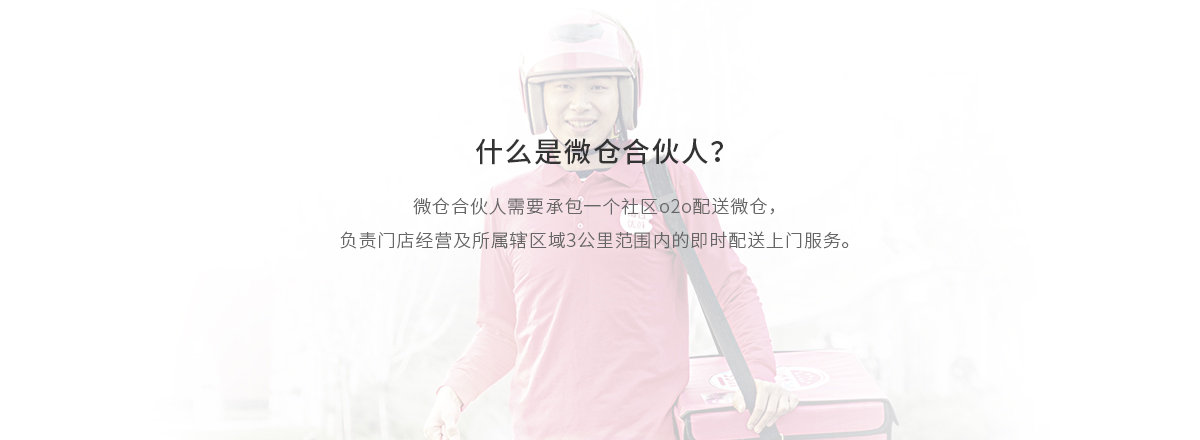 什么是微仓合伙人？
微仓合伙人需要承包一个社区o2o配送微仓，
负责门店经营及所属辖区域3公里范围内的即时配送上门服务。